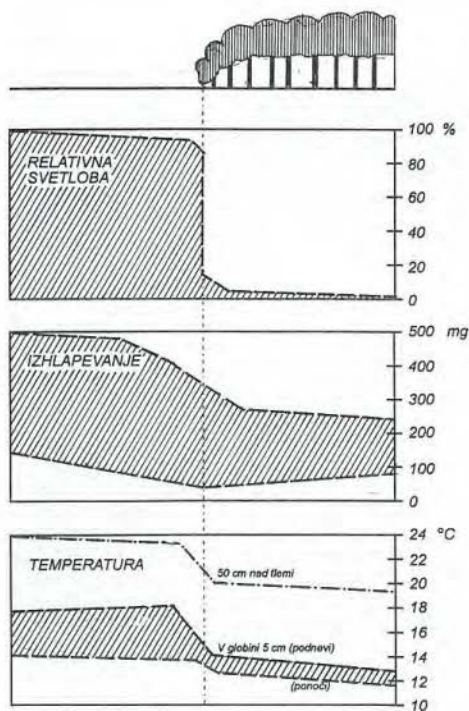 100 %
RELATIVNA
SVETLOBA
80
60
40
20
0
500 mg
IZHLAPEVANJE
400
300
200
100
0
24 °C
TEMPERATURA
22
50 cm nad tlemi
20
18
16
V globini 5 cm (podnevi)
14
(ponoči)
12
10